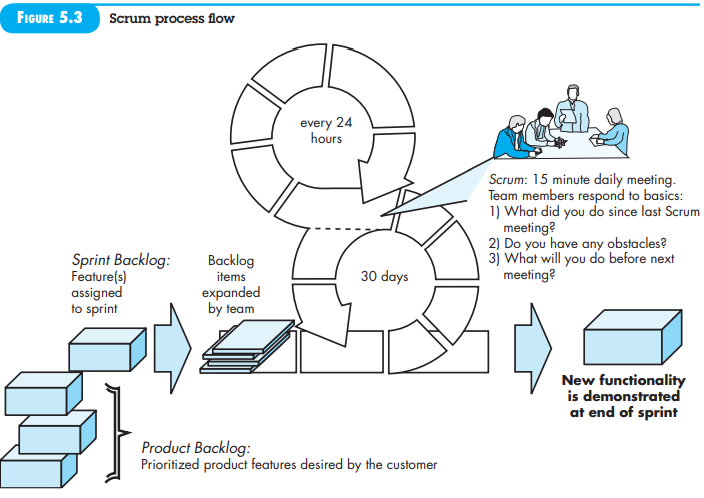 FIGURE 5.3
Scrum process flow
every 24
hours
Scrum: 15 minute daily meeting.
Team members respond to basics:
1) What did you do since last Scrum
meeting?
2) Do you have any obstacles?
3) What will you do before next
meeting?
Sprint Backlog:
Feature(s)
assigned
to sprint
Backlog
items
expanded
by team
30 days
New functionality
is demonstrated
at end of sprint
Product Backlog:
Prioritized product features desired by the customer